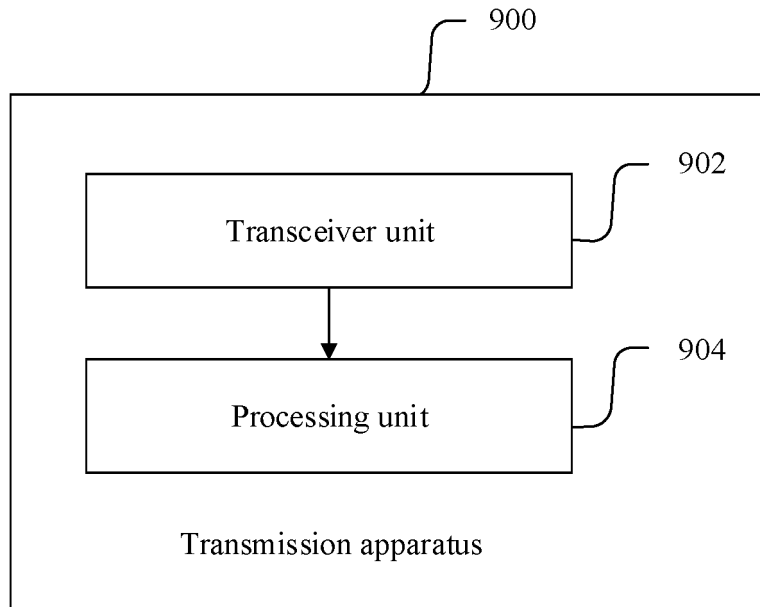 900
902
Transceiver unit
904
Processing unit
Transmission apparatus